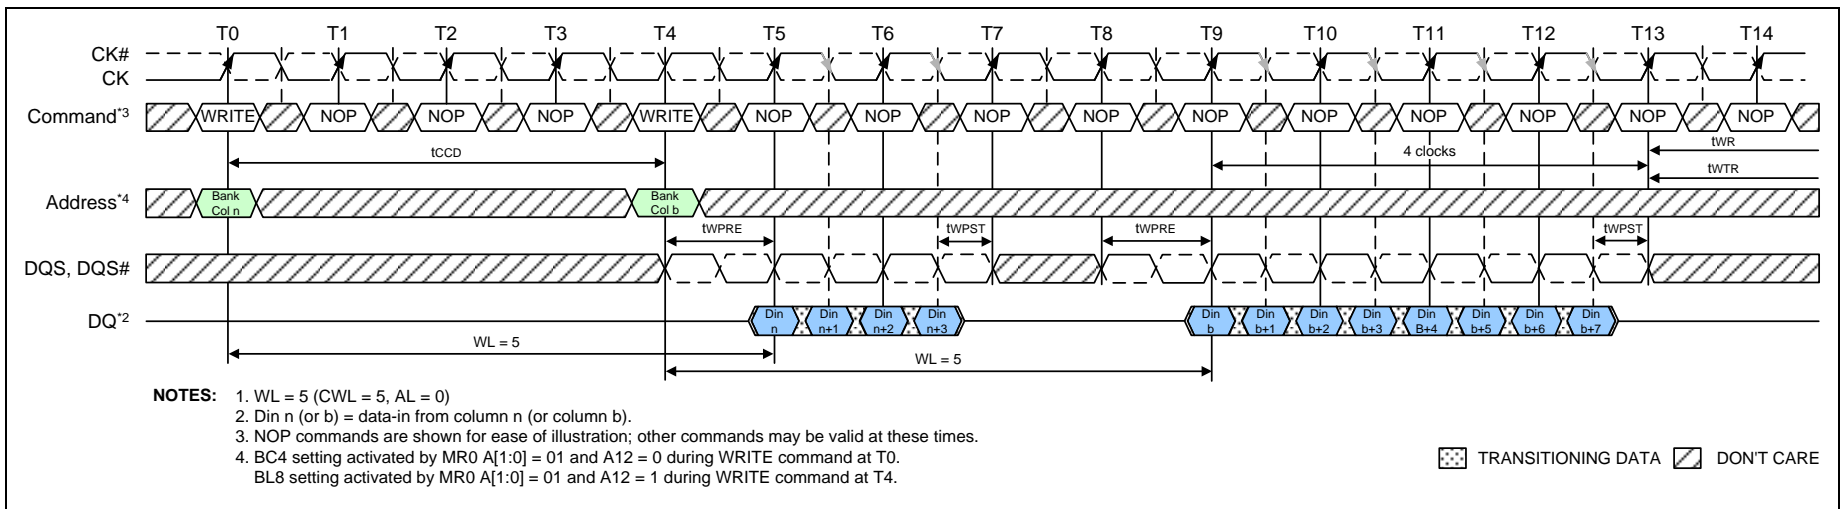 T0 T1 T2 T3 T4 T5 T6 T7 T8 T9 T10 T11 T12 T13 T14
CK#
CK
Command*3 WRITE NOP NOP NOP WRITE NOP NOP NOP NOP NOP NOP NOP NOP NOP NOP
tCCD 4 clocks tWR
tWTR
Address*4 Bank Col n Bank Col b
tWPRE tWPST tWPRE tWPST
DQS, DQS#
DQ*2 Din n Din n+1 Din n+2 Din n+3 Din b Din b+1 Din b+2 Din b+3 Din B+4 Din b+5 Din b+6 Din b+7
WL = 5
WL = 5
NOTES: 1. WL = 5 (CWL = 5, AL = 0)
2. Din n (or b) = data-in from column n (or column b).
3. NOP commands are shown for ease of illustration; other commands may be valid at these times.
4. BC4 setting activated by MR0 A[1:0] = 01 and A12 = 0 during WRITE command at T0.
BL8 setting activated by MR0 A[1:0] = 01 and A12 = 1 during WRITE command at T4.
TRANSITIONING DATA DON'T CARE